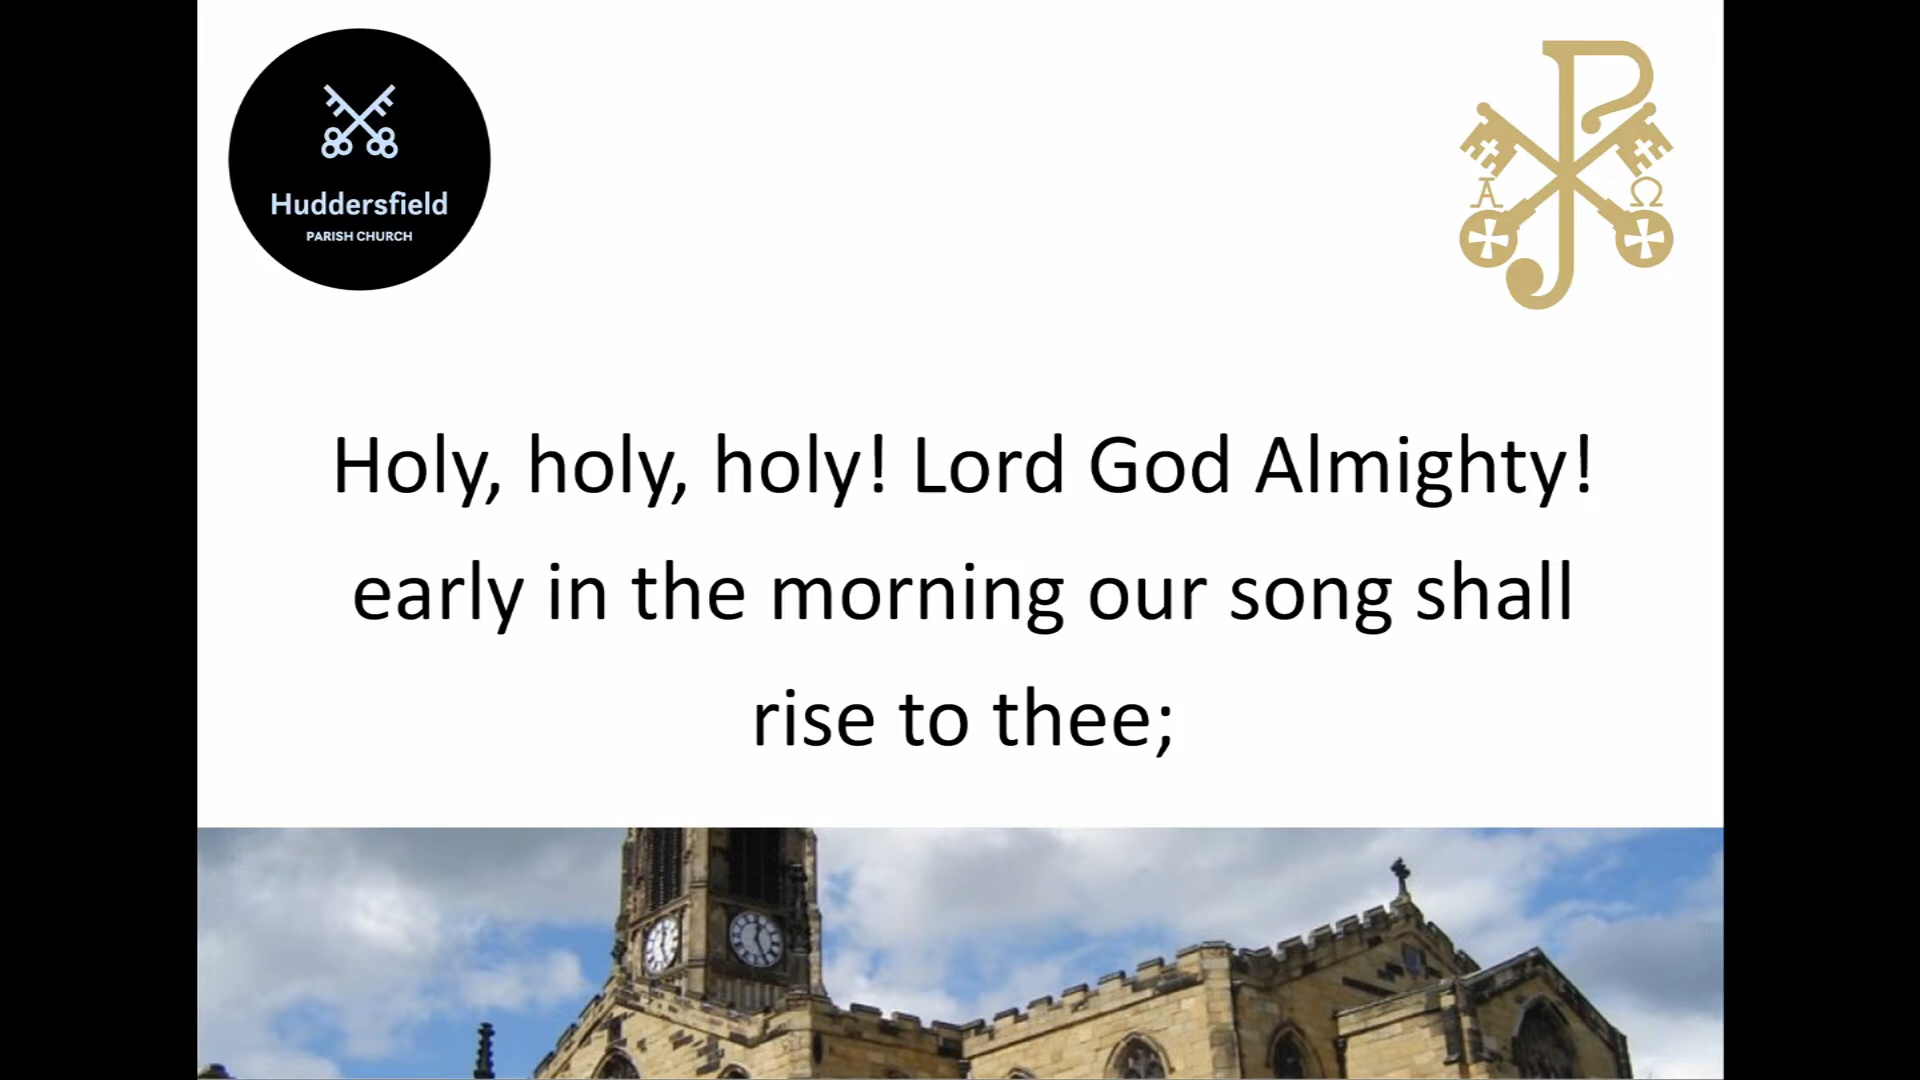 Huddersfield
PARISH CHURCH
Α Ω
Holy, holy, holy! Lord God Almighty!
early in the morning our song shall
rise to thee;